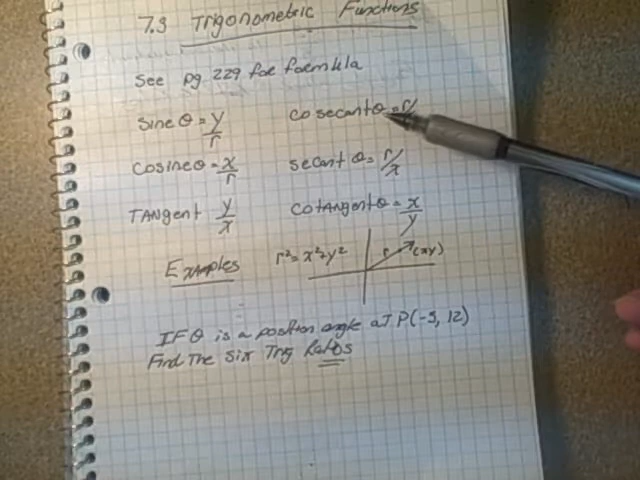 7.3 Trigonometric Functions
See pg 229 for formula
Sine θ = y/r cosecant θ = r/
Cosine θ = x/r secant θ = r/x
TANgent y/x cotangent θ = x/y
Examples r² = x²+y² r (xy)
IF θ is a position angle at P(-5, 12)
Find The six Trig Ratios